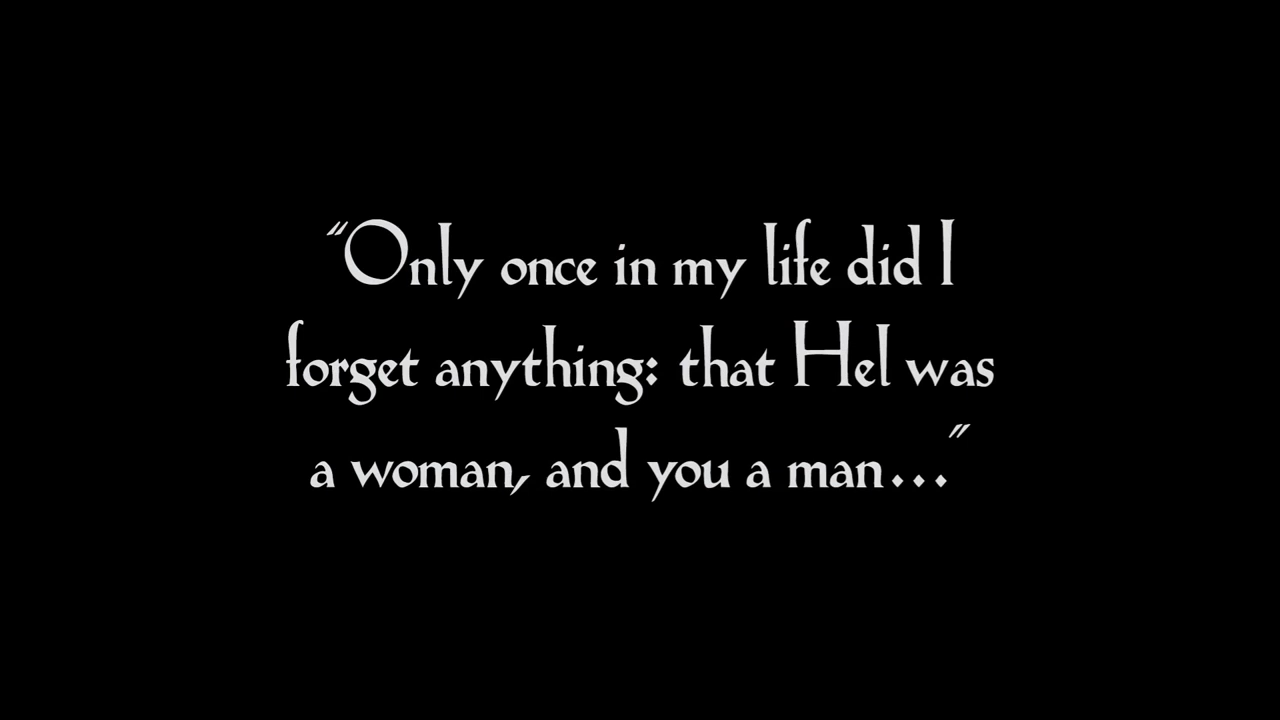 “Only once in my life did I
forget anything: that Hel was
a woman, and you a man...”